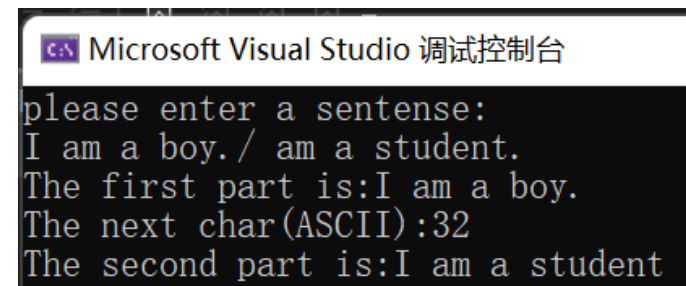 Microsoft Visual Studio 调试控制台
please enter a sentense:
I am a boy./ am a student.
The first part is:I am a boy.
The next char(ASCII):32
The second part is:I am a student